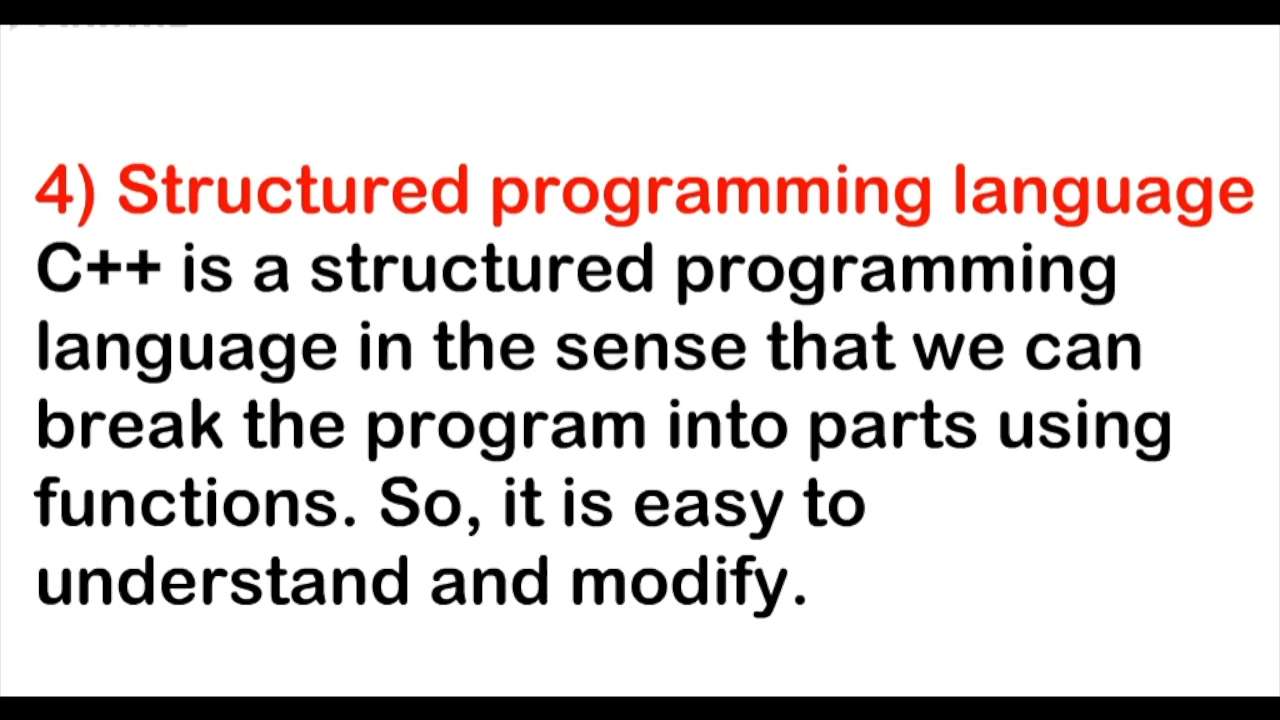 4) Structured programming language
C++ is a structured programming
language in the sense that we can
break the program into parts using
functions. So, it is easy to
understand and modify.